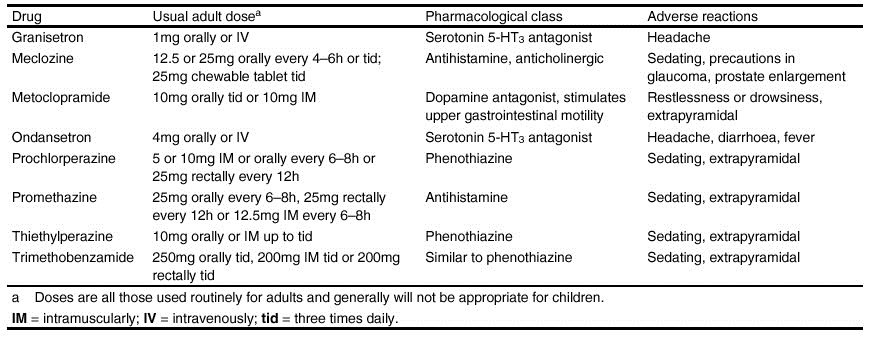 Drug Usual adult doseᵃ Pharmacological class Adverse reactions
Granisetron 1mg orally or IV Serotonin 5-HT₃ antagonist Headache
Meclozine 12.5 or 25mg orally every 4–6h or tid; Antihistamine, anticholinergic Sedating, precautions in
25mg chewable tablet tid glaucoma, prostate enlargement
Metoclopramide 10mg orally tid or 10mg IM Dopamine antagonist, stimulates Restlessness or drowsiness,
upper gastrointestinal motility extrapyramidal
Ondansetron 4mg orally or IV Serotonin 5-HT₃ antagonist Headache, diarrhoea, fever
Prochlorperazine 5 or 10mg IM or orally every 6–8h or Phenothiazine Sedating, extrapyramidal
25mg rectally every 12h
Promethazine 25mg orally every 6–8h, 25mg rectally Antihistamine Sedating, extrapyramidal
every 12h or 12.5mg IM every 6–8h
Thiethylperazine 10mg orally or IM up to tid Phenothiazine Sedating, extrapyramidal
Trimethobenzamide 250mg orally tid, 200mg IM tid or 200mg Similar to phenothiazine Sedating, extrapyramidal
rectally tid
a Doses are all those used routinely for adults and generally will not be appropriate for children.
IM = intramuscularly; IV = intravenously; tid = three times daily.